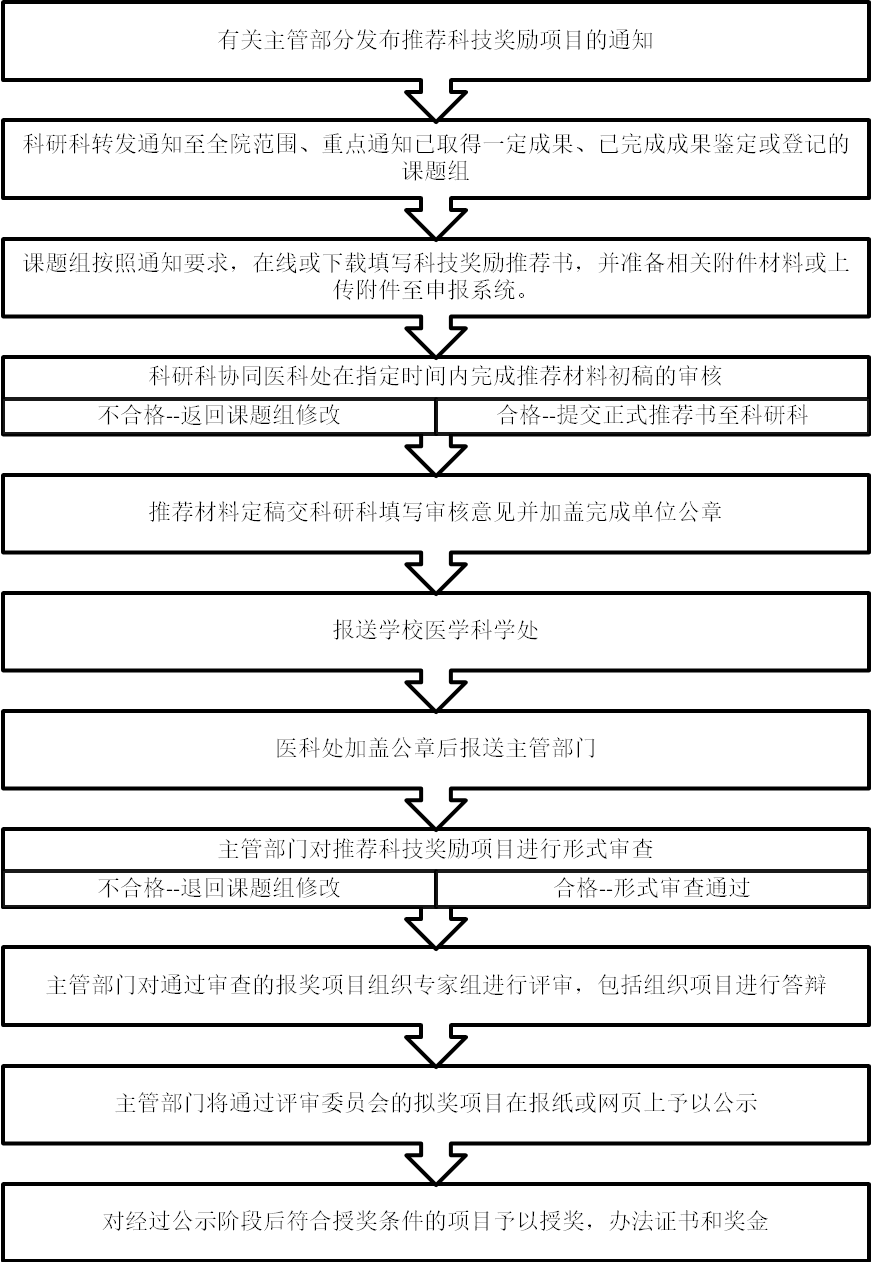 有关主管部分发布推荐科技奖励项目的通知
科研科转发通知至全院范围、重点通知已取得一定成果、已完成成果鉴定或登记的
课题组
课题组按照通知要求，在线或下载填写科技奖励推荐书，并准备相关附件材料或上
传附件至申报系统。
科研科协同医科处在指定时间内完成推荐材料初稿的审核
不合格--返回课题组修改
合格--提交正式推荐书至科研科
推荐材料定稿交科研科填写审核意见并加盖完成单位公章
报送学校医学科学处
医科处加盖公章后报送主管部门
主管部门对推荐科技奖励项目进行形式审查
不合格--退回课题组修改
合格--形式审查通过
主管部门对通过审查的报奖项目组织专家组进行评审，包括组织项目进行答辩
主管部门将通过评审委员会的拟奖项目在报纸或网页上予以公示
对经过公示阶段后符合授奖条件的项目予以授奖，办法证书和奖金